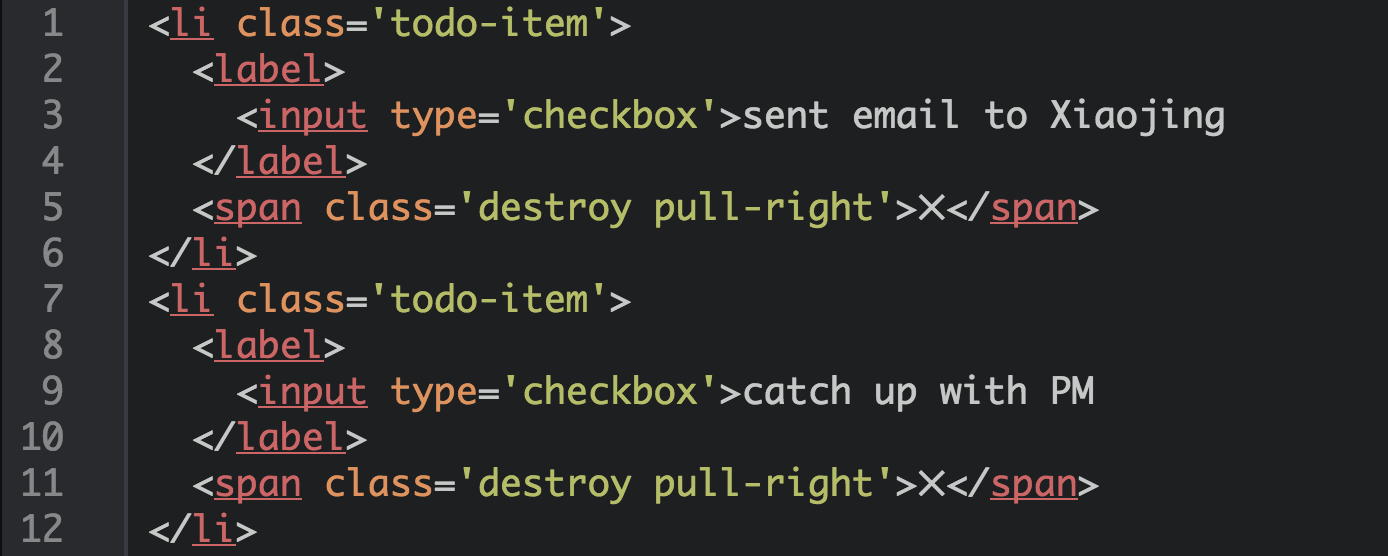 1 <li class='todo-item'>
2   <label>
3     <input type='checkbox'>sent email to Xiaojing
4   </label>
5   <span class='destroy pull-right'>×</span>
6 </li>
7 <li class='todo-item'>
8   <label>
9     <input type='checkbox'>catch up with PM
10   </label>
11   <span class='destroy pull-right'>×</span>
12 </li>